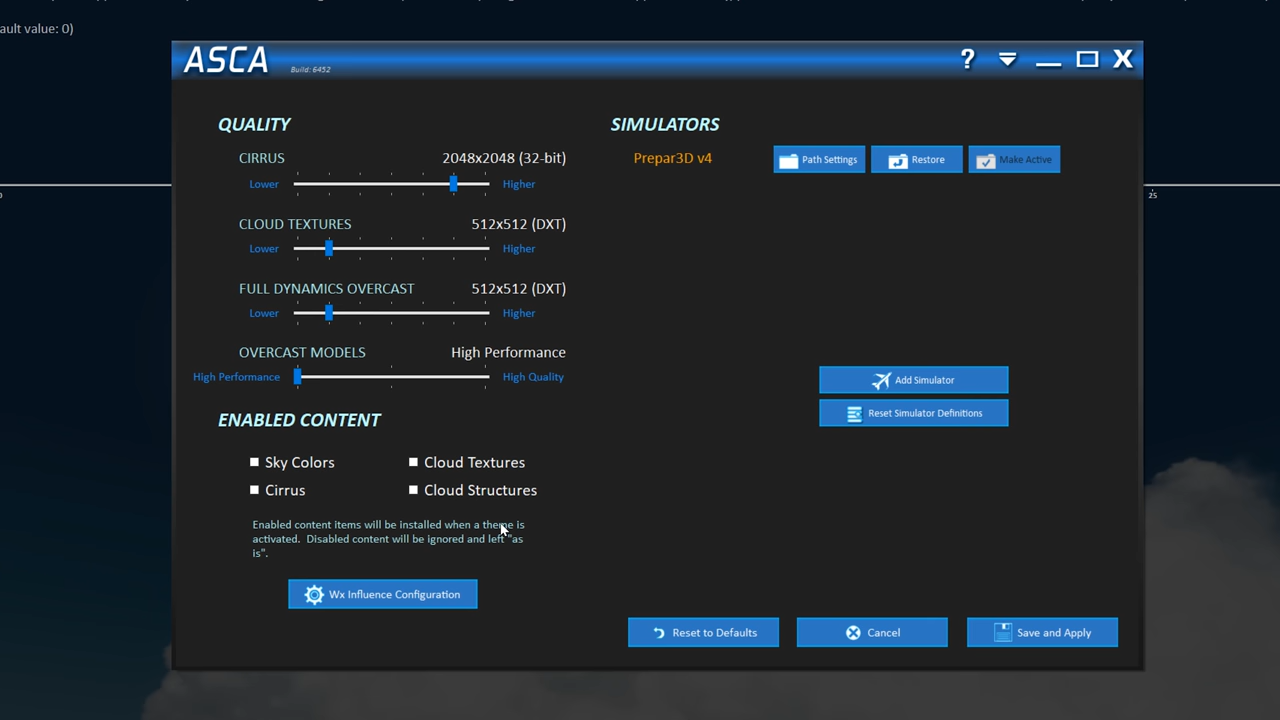 ault value: 0)
ASCA
Build: 6452
?
X
QUALITY
CIRRUS 2048x2048 (32-bit)
Lower Higher
CLOUD TEXTURES 512x512 (DXT)
Lower Higher
FULL DYNAMICS OVERCAST 512x512 (DXT)
Lower Higher
OVERCAST MODELS High Performance
High Performance High Quality
ENABLED CONTENT
Sky Colors Cloud Textures
Cirrus Cloud Structures
Enabled content items will be installed when a theme is
activated. Disabled content will be ignored and left "as
is".
Wx Influence Configuration
SIMULATORS
Prepar3D v4 Path Settings Restore Make Active
25
Add Simulator
Reset Simulator Definitions
Reset to Defaults Cancel Save and Apply